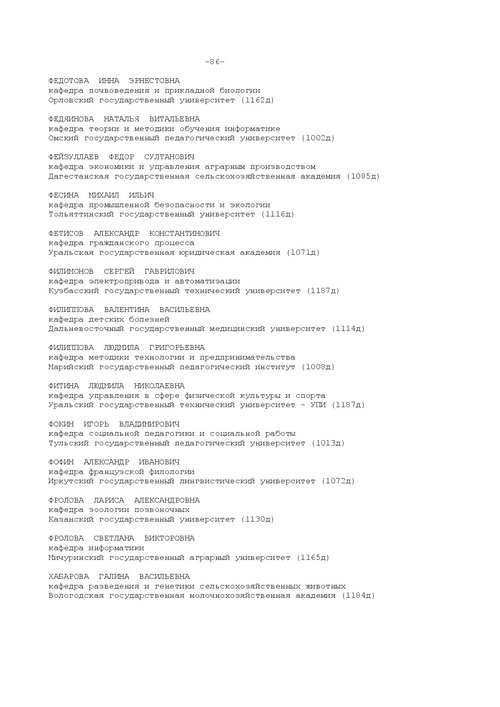 -86-
ФЕДОТОВА ИННА ЭРНЕСТОВНА
кафедра почвоведения и прикладной биологии
Орловский государственный университет (1162д)
ФЕДЯИНОВА НАТАЛЬЯ ВИТАЛЬЕВНА
кафедра теории и методики обучения информатике
Омский государственный педагогический университет (1002д)
ФЕЙЗУЛЛАЕВ ФЕДОР СУЛТАНОВИЧ
кафедра экономики и управления аграрным производством
Дагестанская государственная сельскохозяйственная академия (1085д)
ФЕСИНА МИХАИЛ ИЛЬИЧ
кафедра промышленной безопасности и экологии
Тольяттинский государственный университет (1116д)
ФЕТИСОВ АЛЕКСАНДР КОНСТАНТИНОВИЧ
кафедра гражданского процесса
Уральская государственная юридическая академия (1071д)
ФИЛИМОНОВ СЕРГЕЙ ГАВРИЛОВИЧ
кафедра электропривода и автоматизации
Кузбасский государственный технический университет (1187д)
ФИЛИППОВА ВАЛЕНТИНА ВАСИЛЬЕВНА
кафедра детских болезней
Дальневосточный государственный медицинский университет (1114д)
ФИЛИППОВА ЛЮДМИЛА ГРИГОРЬЕВНА
кафедра методики технологии и предпринимательства
Марийский государственный педагогический институт (1008д)
ФИТИНА ЛЮДМИЛА НИКОЛАЕВНА
кафедра управления в сфере физической культуры и спорта
Уральский государственный технический университет - УПИ (1187д)
ФОКИН ИГОРЬ ВЛАДИМИРОВИЧ
кафедра социальной педагогики и социальной работы
Тульский государственный педагогический университет (1013д)
ФОФИН АЛЕКСАНДР ИВАНОВИЧ
кафедра французской филологии
Иркутский государственный лингвистический университет (1072д)
ФРОЛОВА ЛАРИСА АЛЕКСАНДРОВНА
кафедра зоологии позвоночных
Казанский государственный университет (1130д)
ФРОЛОВА СВЕТЛАНА ВИКТОРОВНА
кафедра информатики
Мичуринский государственный аграрный университет (1165д)
ХАБАРОВА ГАЛИНА ВАСИЛЬЕВНА
кафедра разведения и генетики сельскохозяйственных животных
Вологодская государственная молочнохозяйственная академия (1184д)